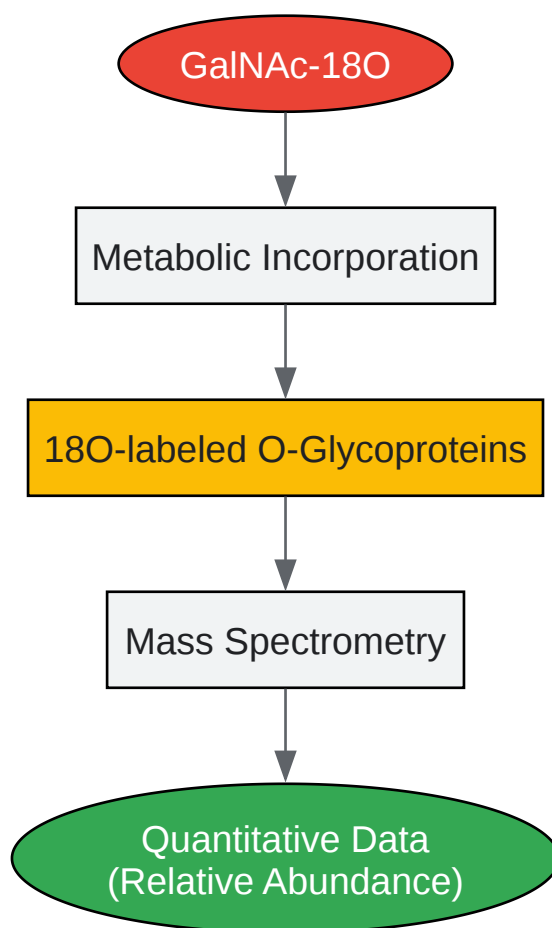 GalNAc-18O
Metabolic Incorporation
18O-labeled O-Glycoproteins
Mass Spectrometry
Quantitative Data
(Relative Abundance)